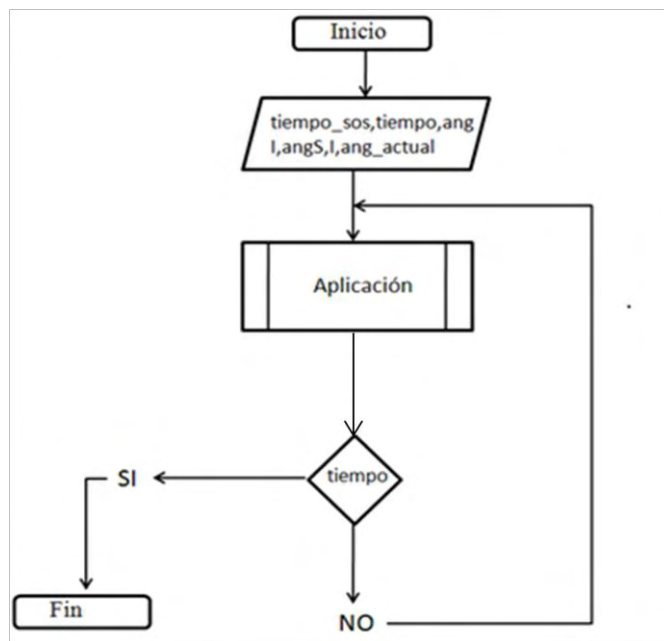 Inicio
tiempo_sos,tiempo,ang
I,angS,I,ang_actual
Aplicación
tiempo
SI
Fin
NO